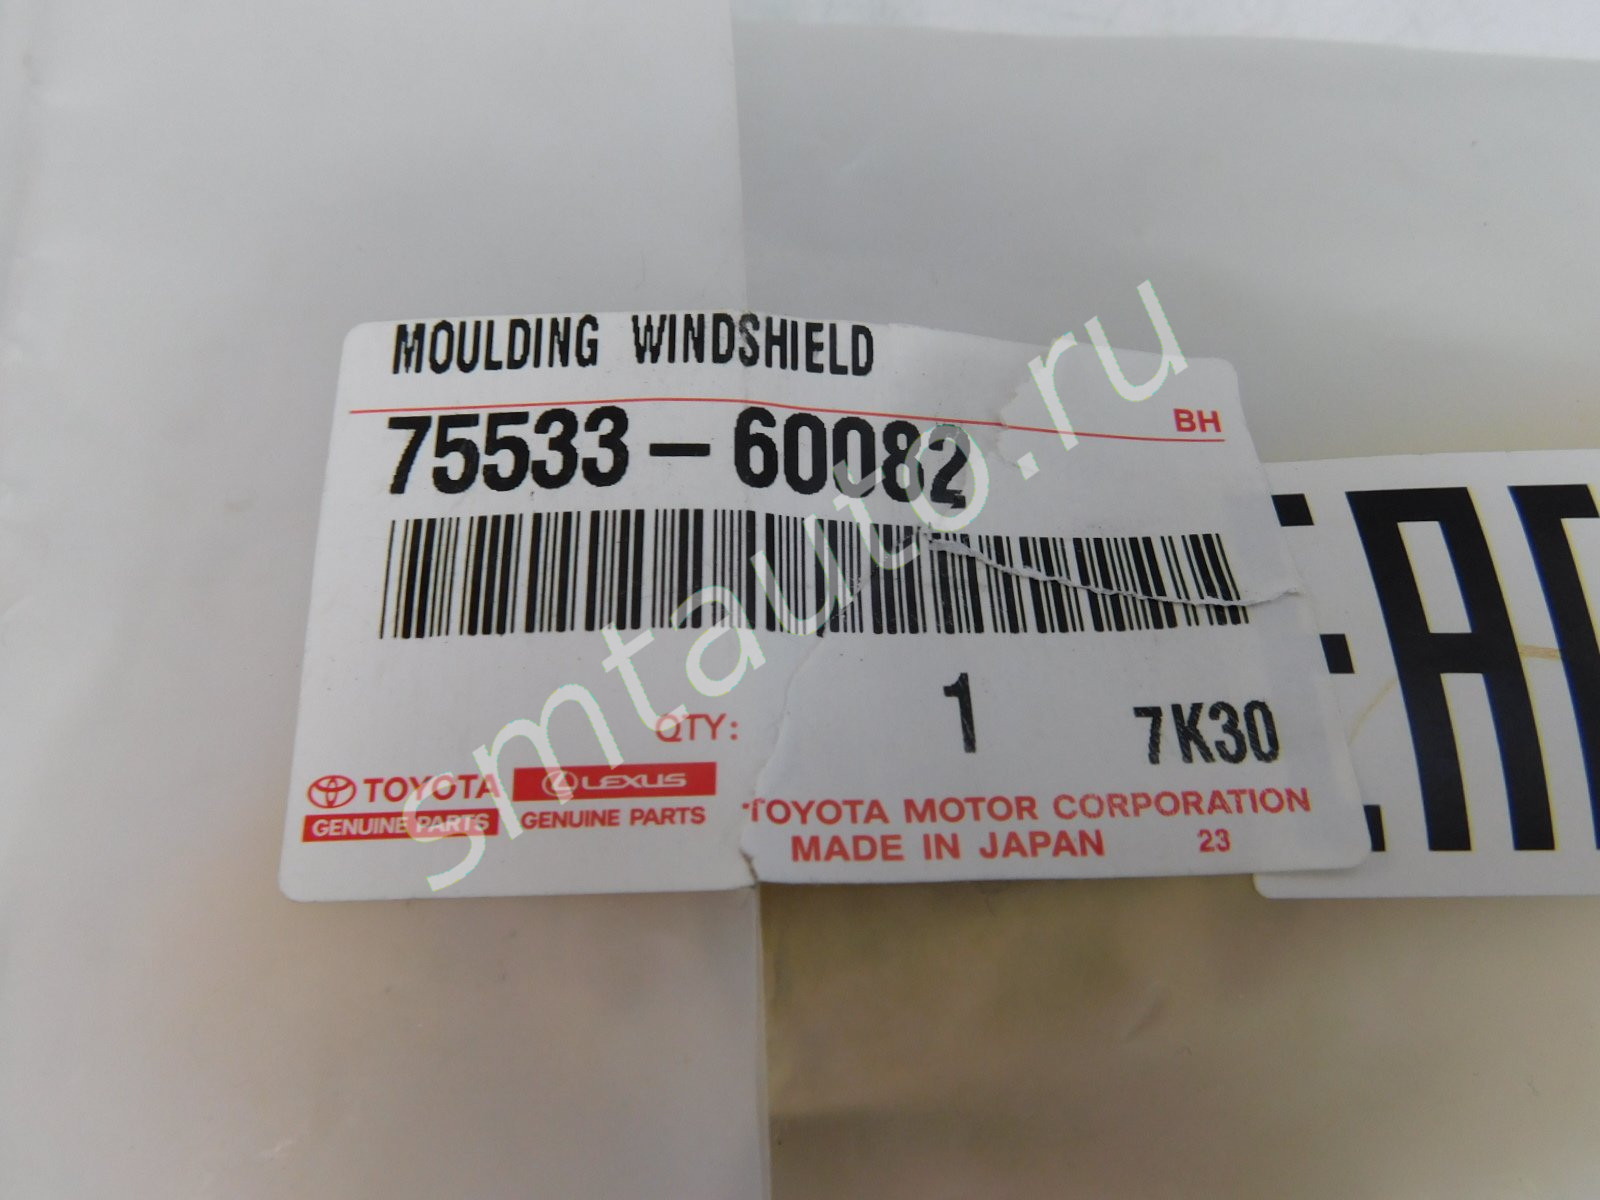 MOULDING WINDSHIELD
BH
75533-60082
1
7K30
QTY:
TOYOTA
GENUINE PARTS
LEXUS
GENUINE PARTS
TOYOTA MOTOR CORPORATION
MADE IN JAPAN 23
EAC
smtauto.ru